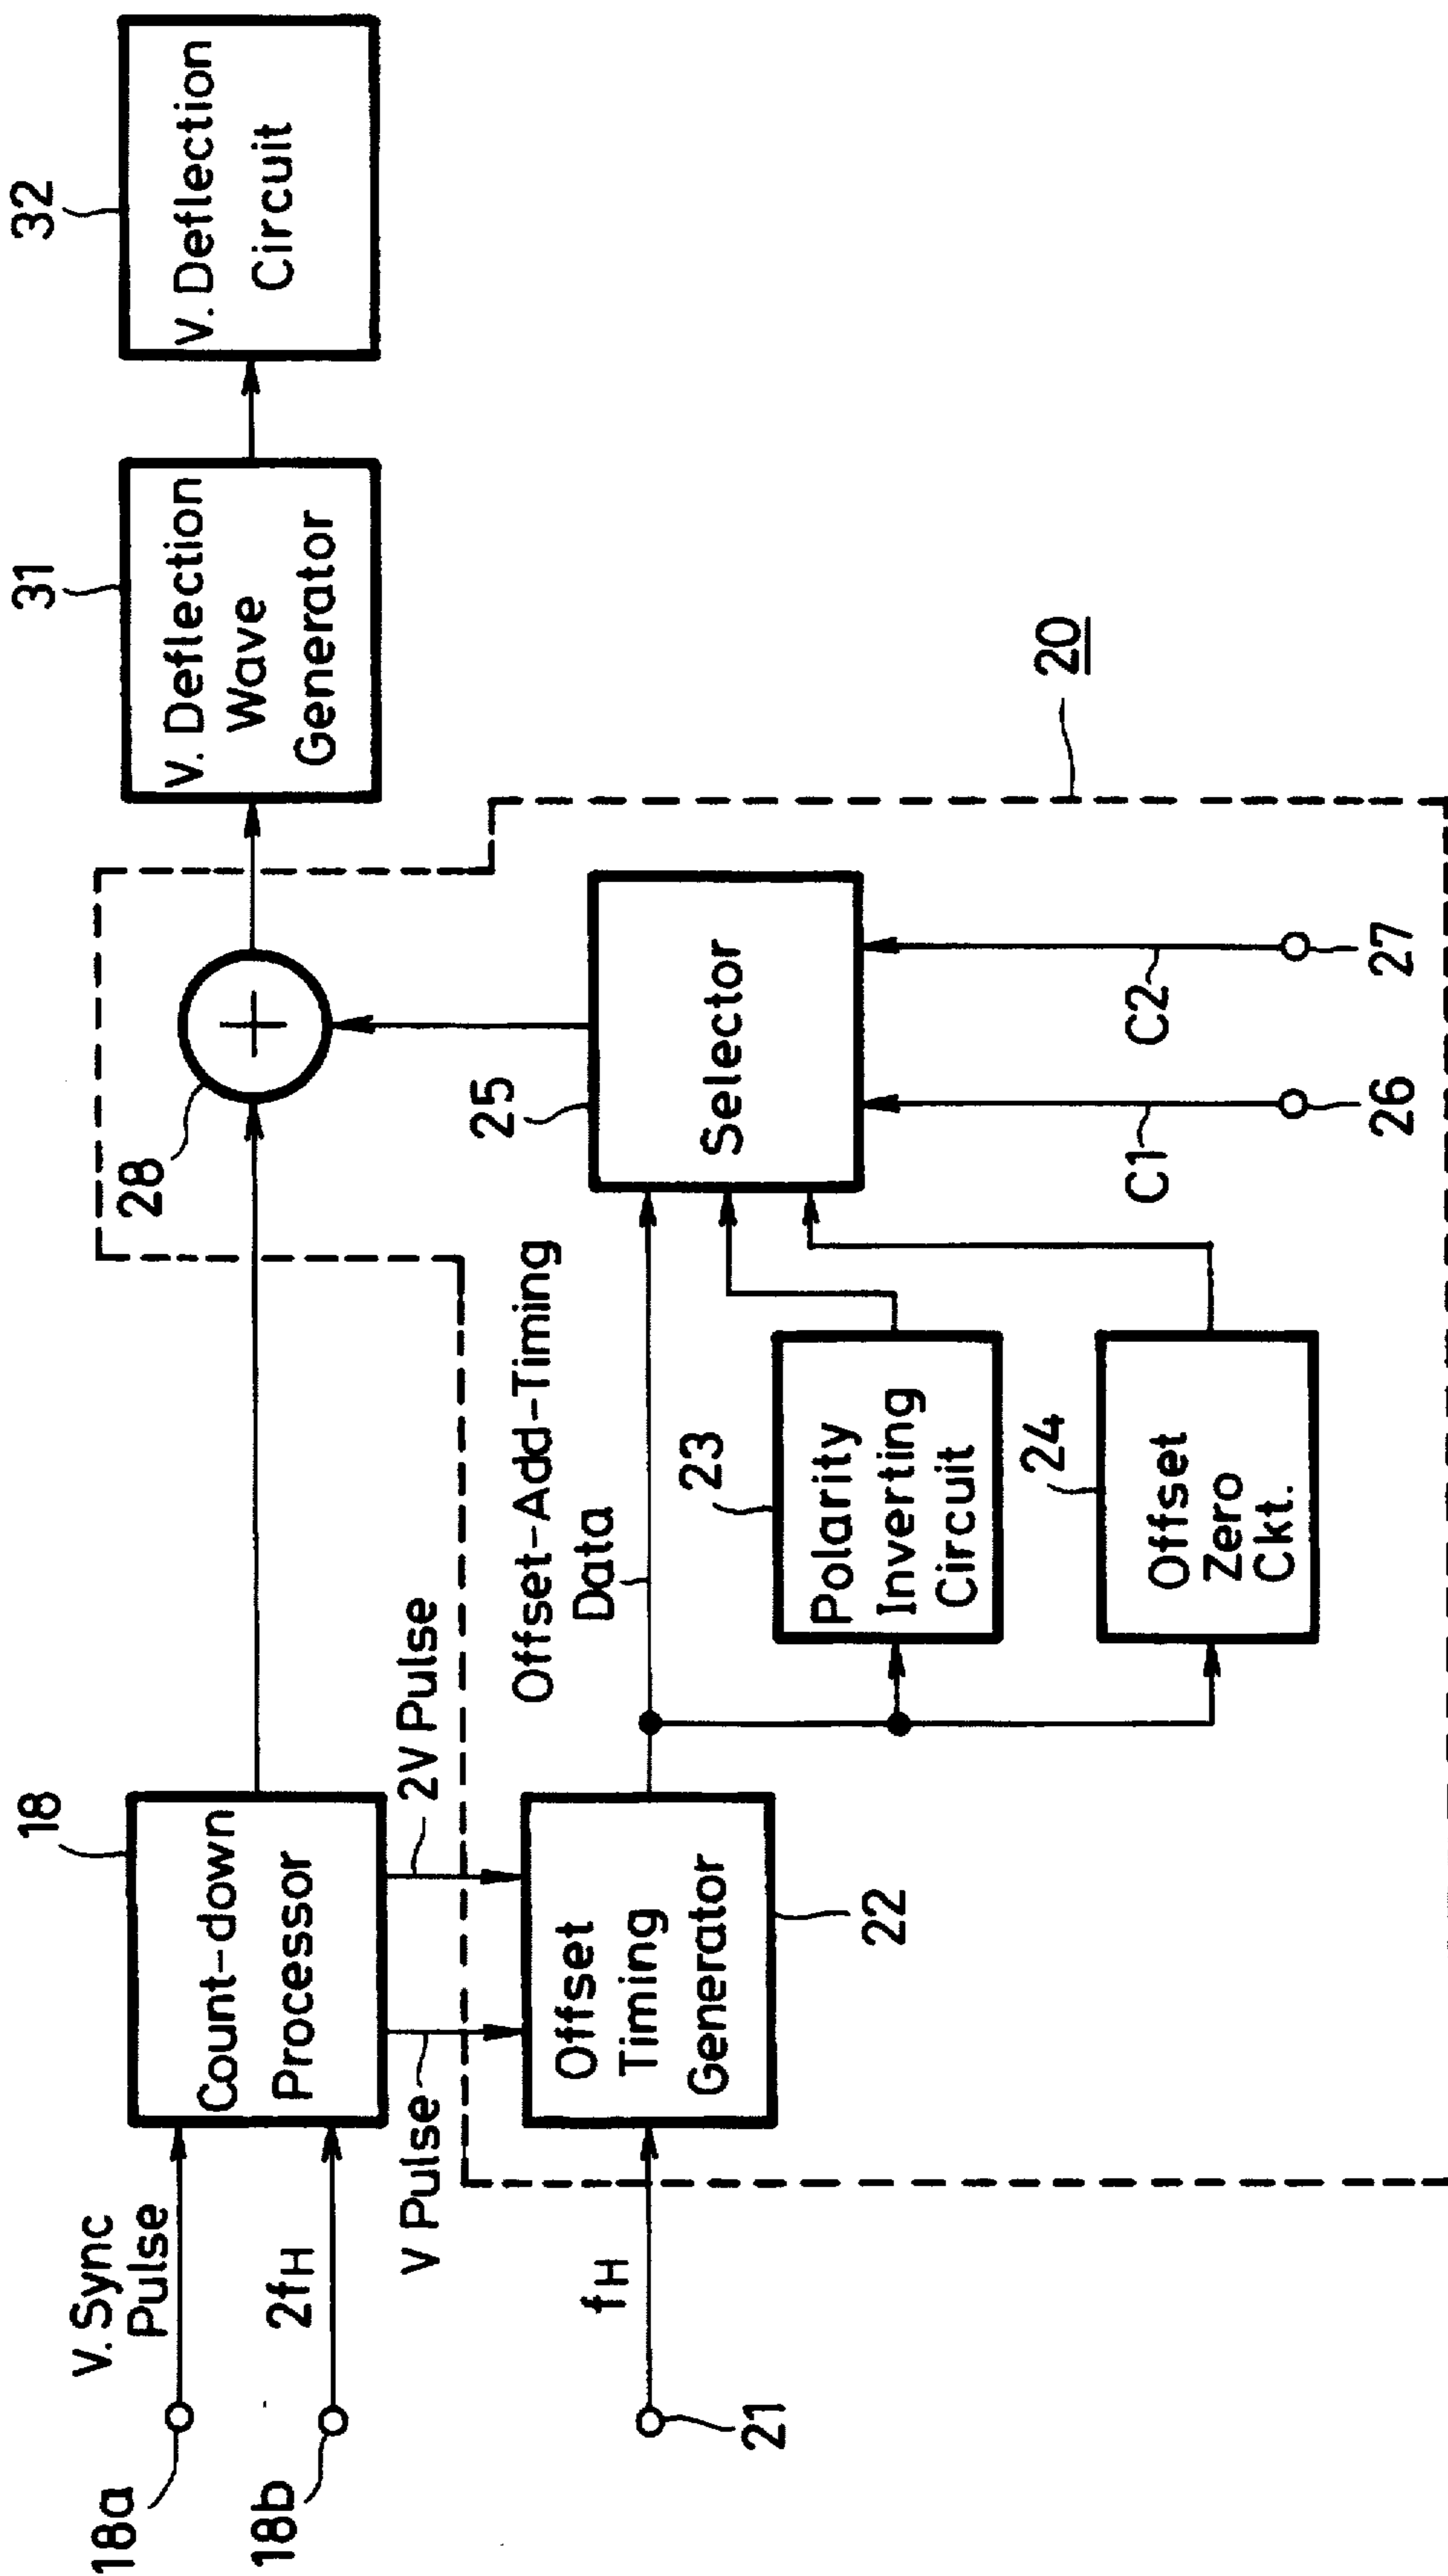 18a
V. Sync
Pulse
18b
2fH
18
Count-down
Processor
V Pulse
2V Pulse
28
+
31
V. Deflection
Wave
Generator
32
V. Deflection
Circuit
21
fH
Offset
Timing
Generator
22
Offset-Add-Timing
Data
23
Polarity
Inverting
Circuit
24
Offset
Zero
Ckt.
25
Selector
C1
26
C2
27
20